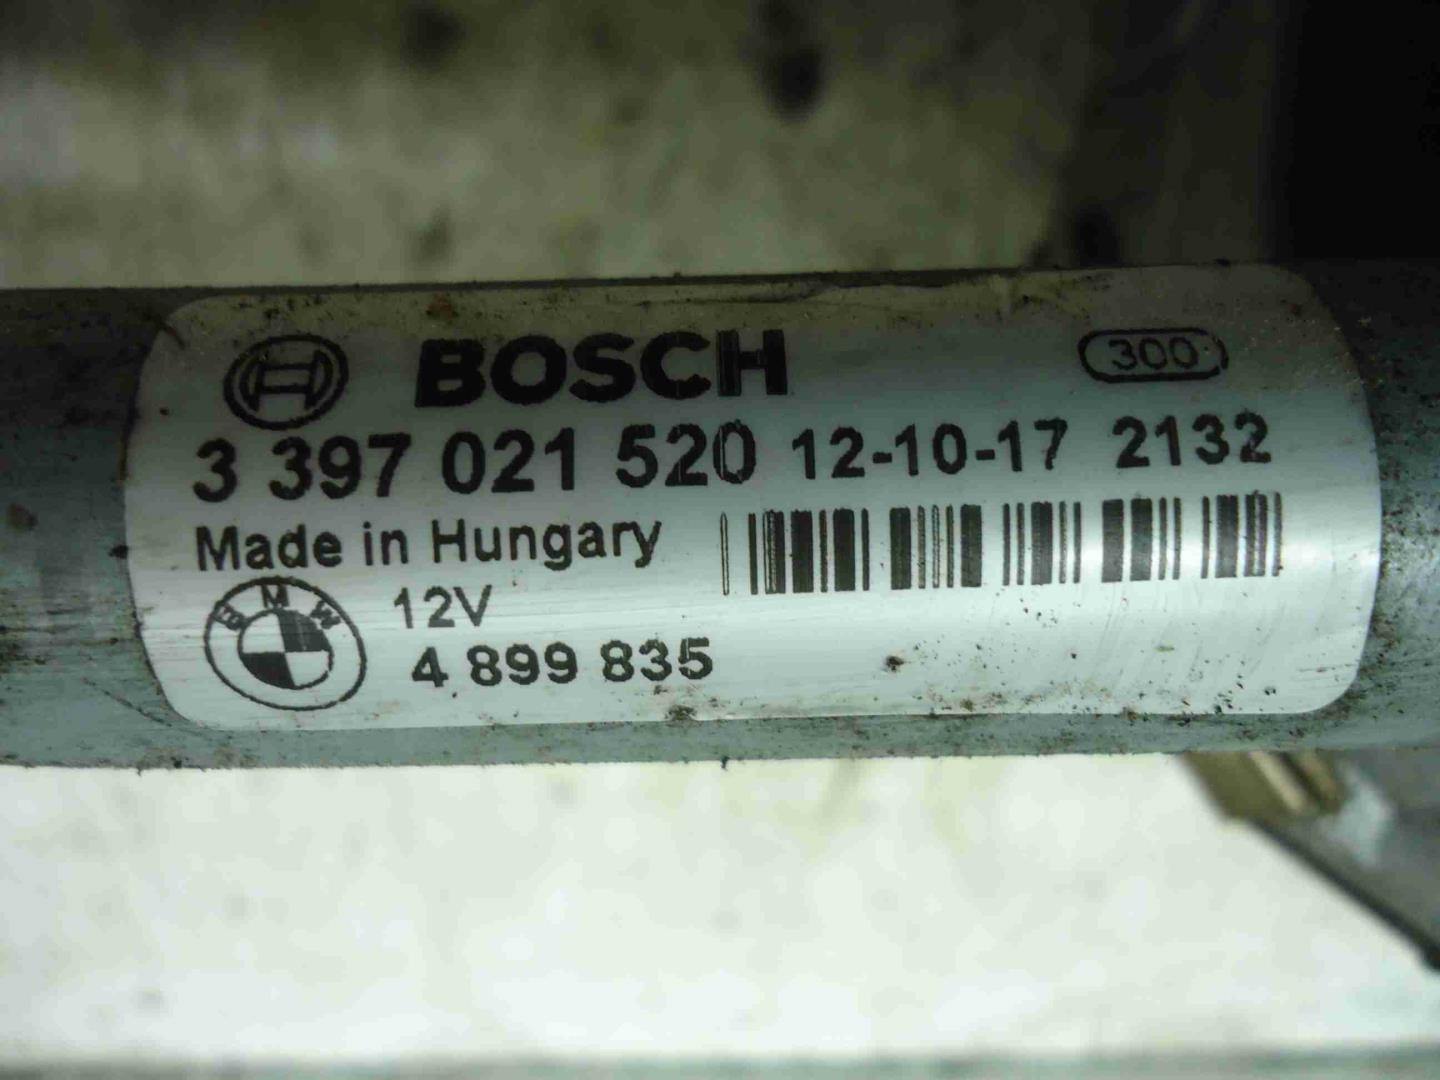 BOSCH 300
3 397 021 520 12-10-17 2132
Made in Hungary
BMW 12V
4 899 835